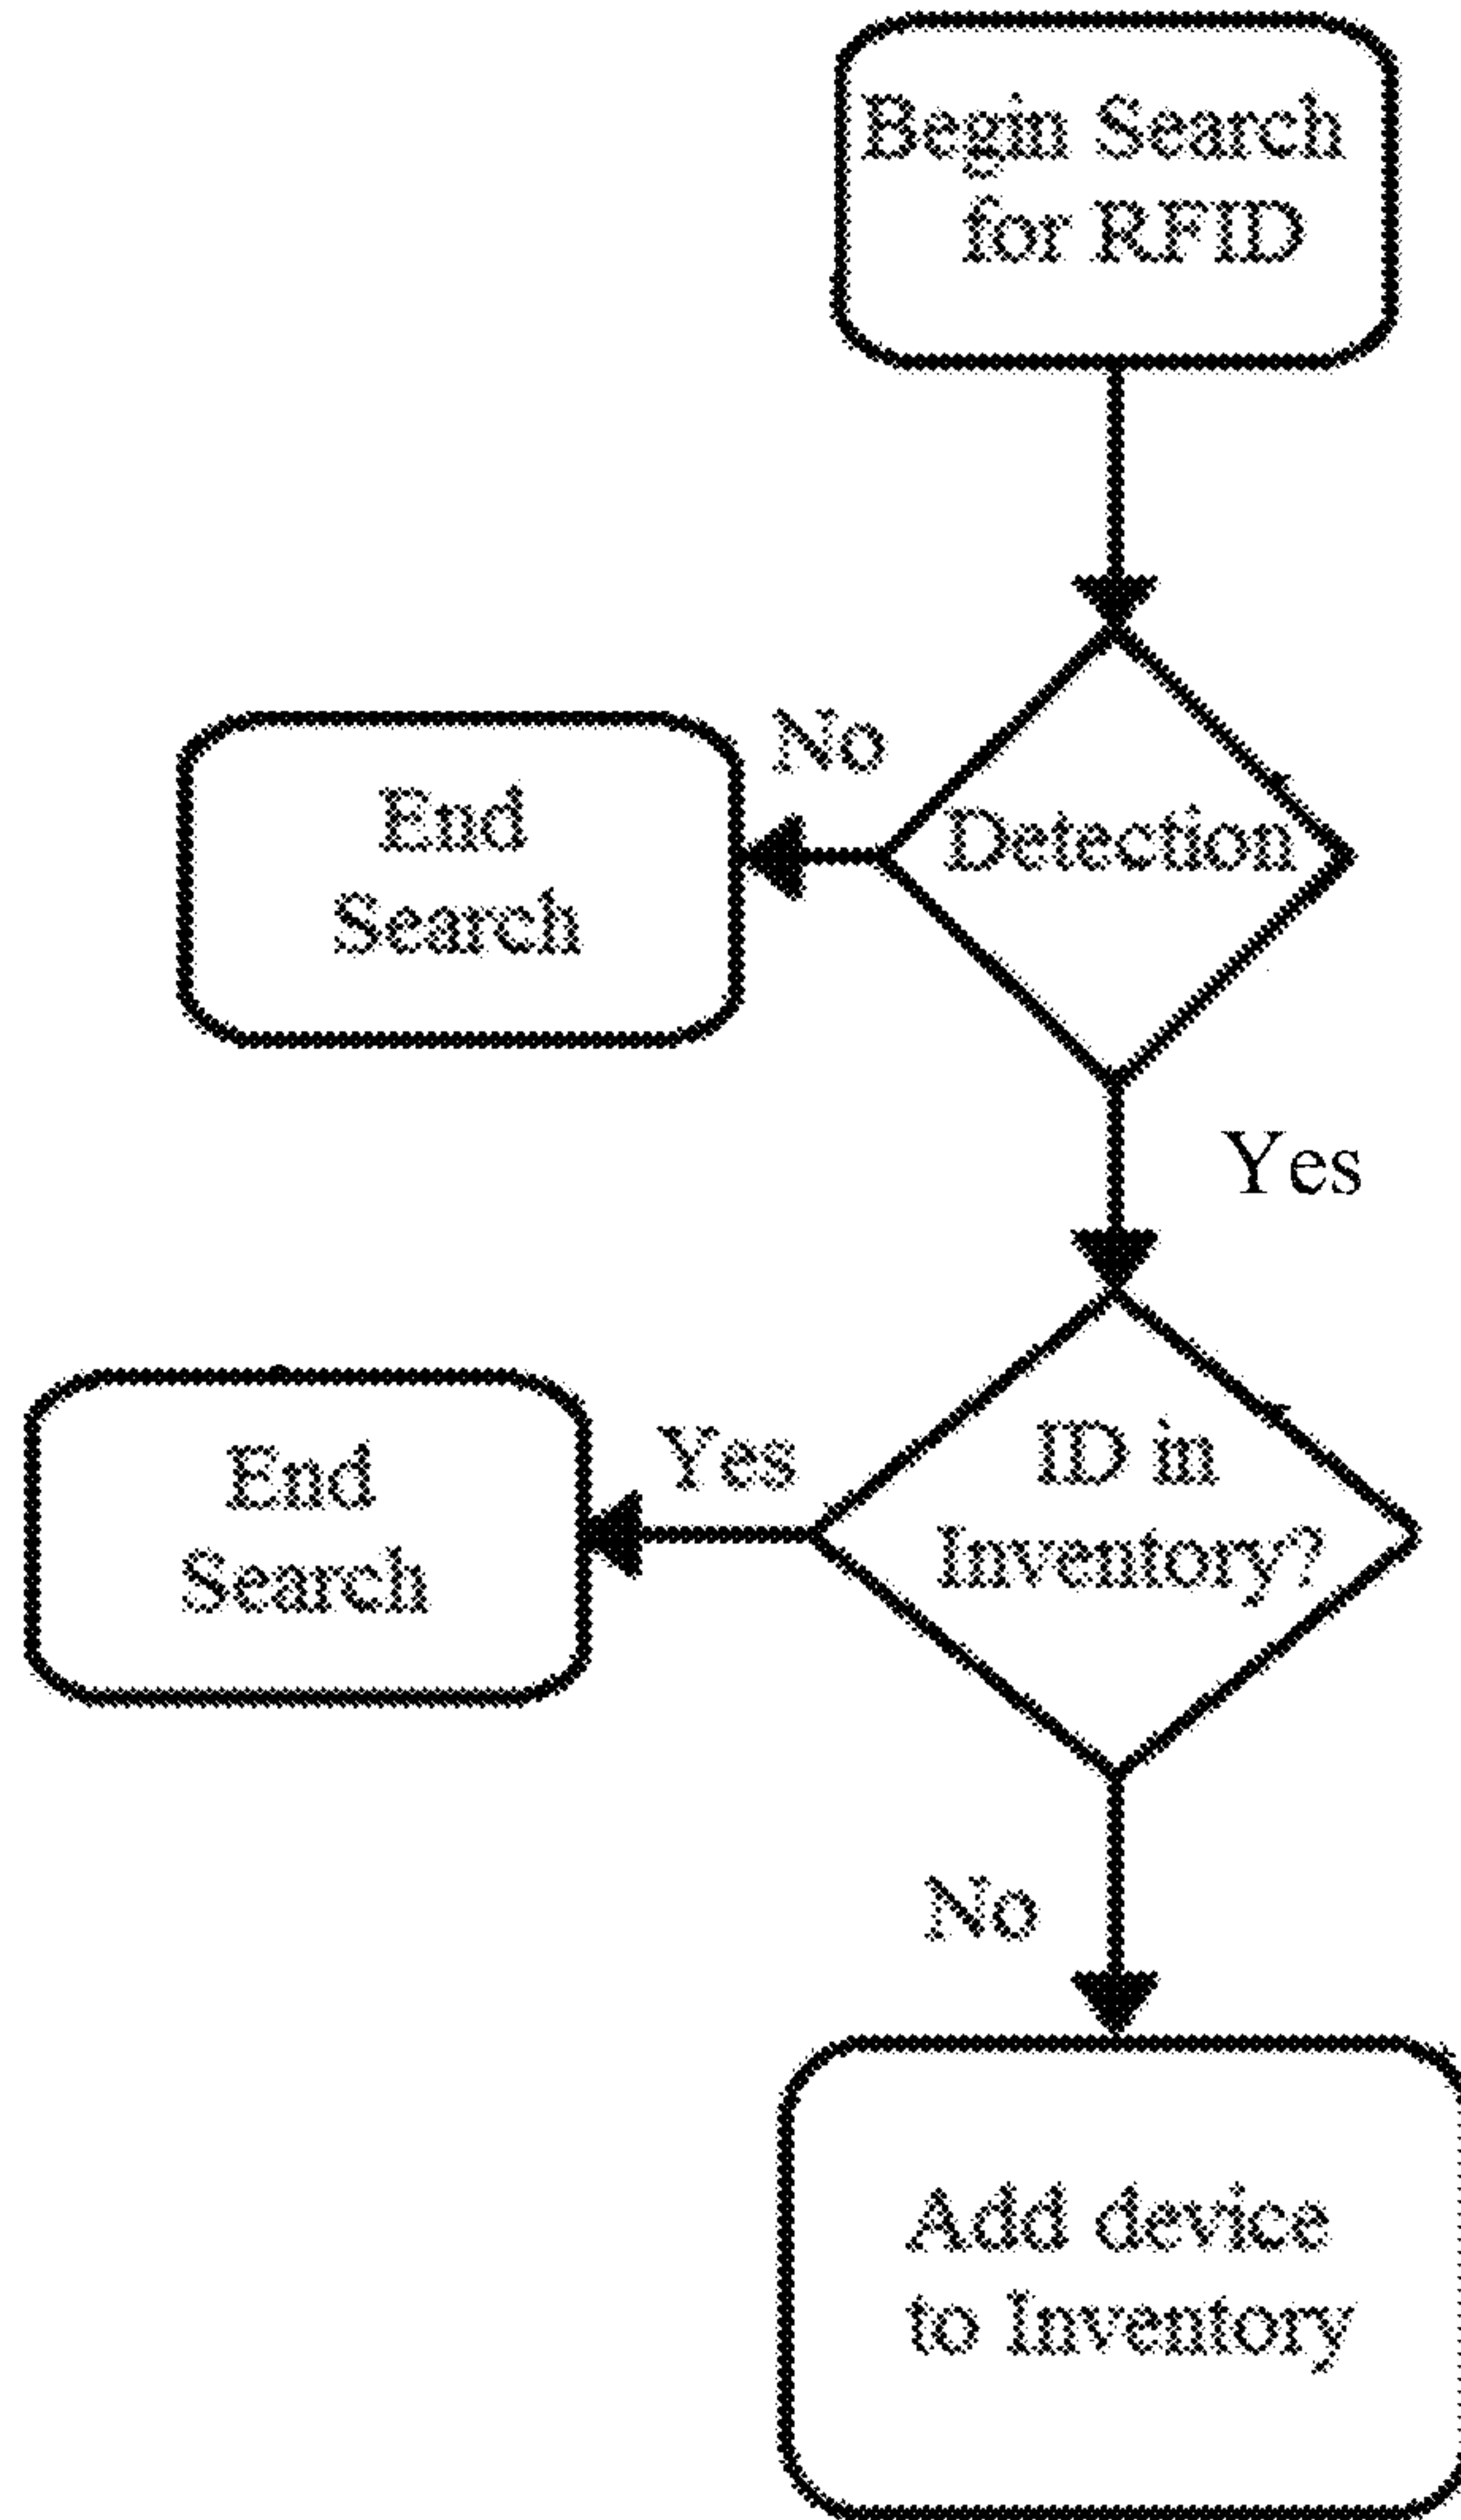 Begin Search
for RFID
No
Detection
End
Search
Yes
ID in
Inventory?
Yes
End
Search
No
Add device
to Inventory